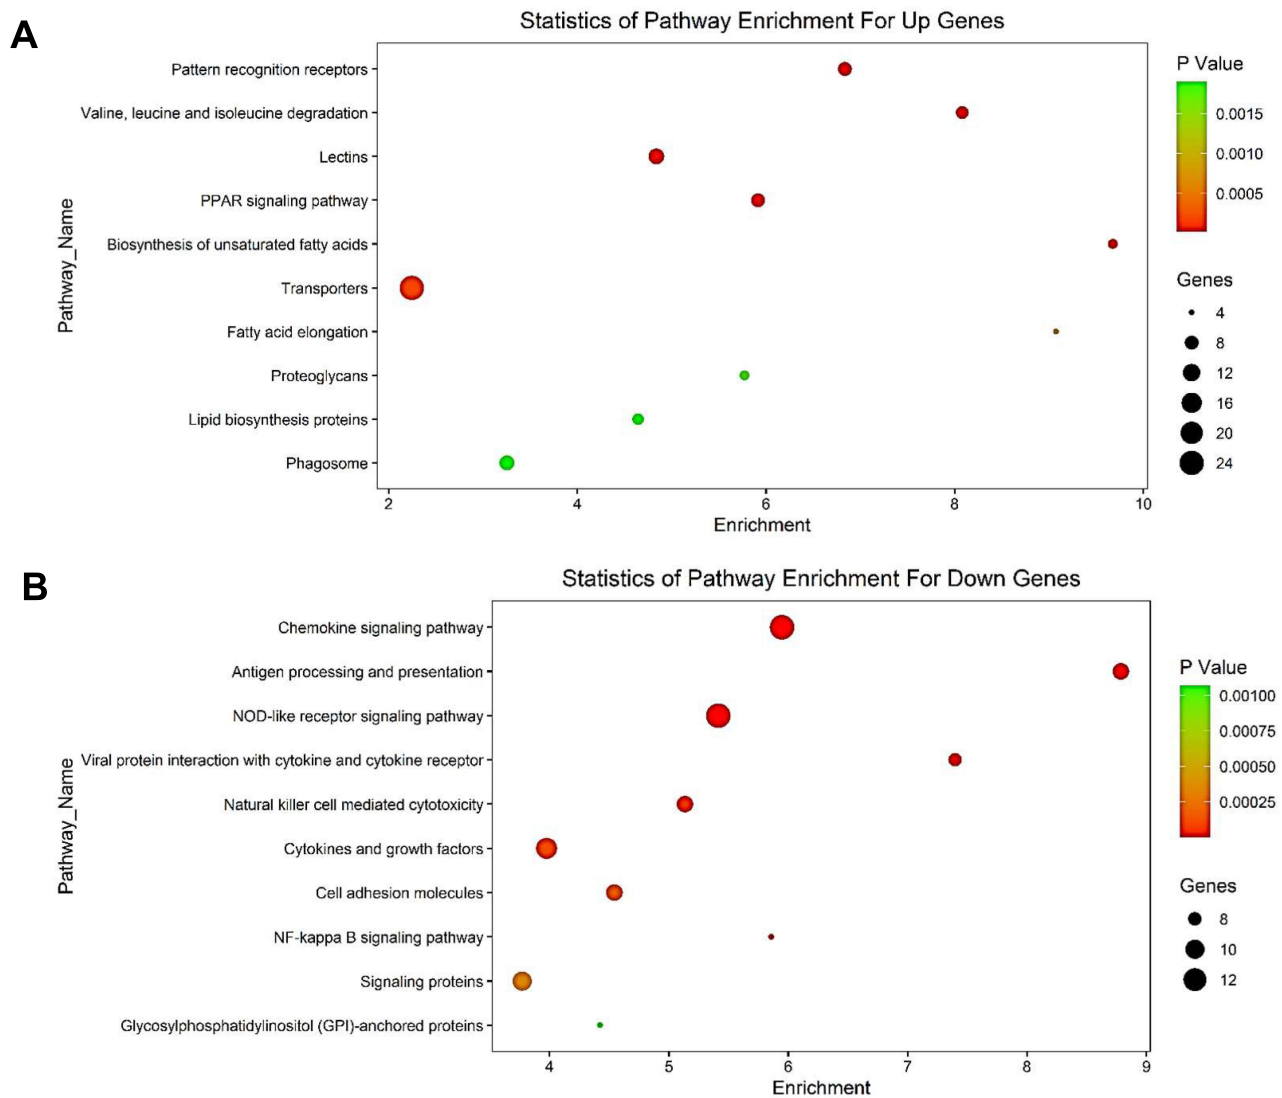 A
Statistics of Pathway Enrichment For Up Genes
Pathway_Name
Pattern recognition receptors
Valine, leucine and isoleucine degradation
Lectins
PPAR signaling pathway
Biosynthesis of unsaturated fatty acids
Transporters
Fatty acid elongation
Proteoglycans
Lipid biosynthesis proteins
Phagosome
2 4 6 8 10
Enrichment
P Value
0.0015
0.0010
0.0005
Genes
4
8
12
16
20
24
B
Statistics of Pathway Enrichment For Down Genes
Pathway_Name
Chemokine signaling pathway
Antigen processing and presentation
NOD-like receptor signaling pathway
Viral protein interaction with cytokine and cytokine receptor
Natural killer cell mediated cytotoxicity
Cytokines and growth factors
Cell adhesion molecules
NF-kappa B signaling pathway
Signaling proteins
Glycosylphosphatidylinositol (GPI)-anchored proteins
4 5 6 7 8 9
Enrichment
P Value
0.00100
0.00075
0.00050
0.00025
Genes
8
10
12